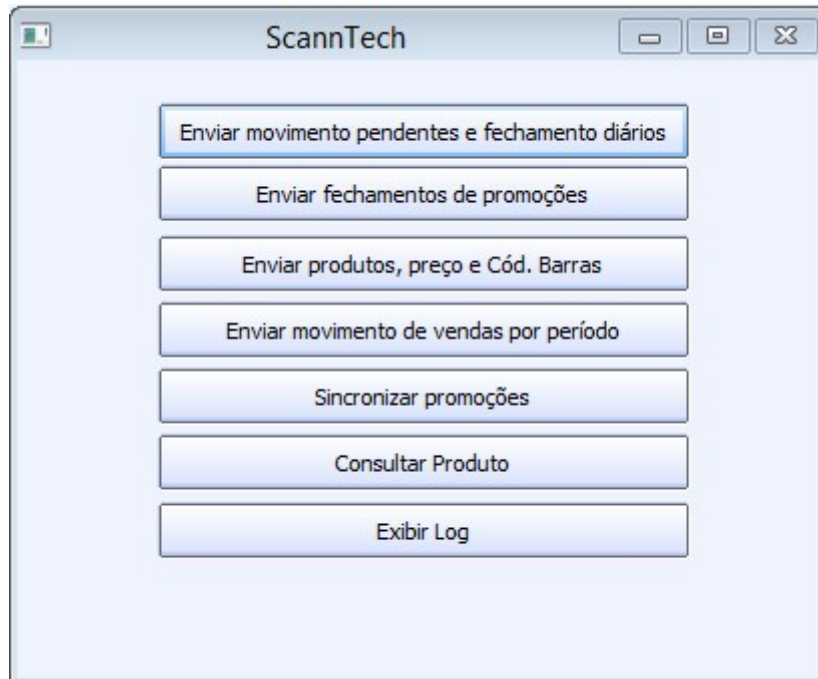 ScannTech
Enviar movimento pendentes e fechamento diários
Enviar fechamentos de promoções
Enviar produtos, preço e Cód. Barras
Enviar movimento de vendas por período
Sincronizar promoções
Consultar Produto
Exibir Log